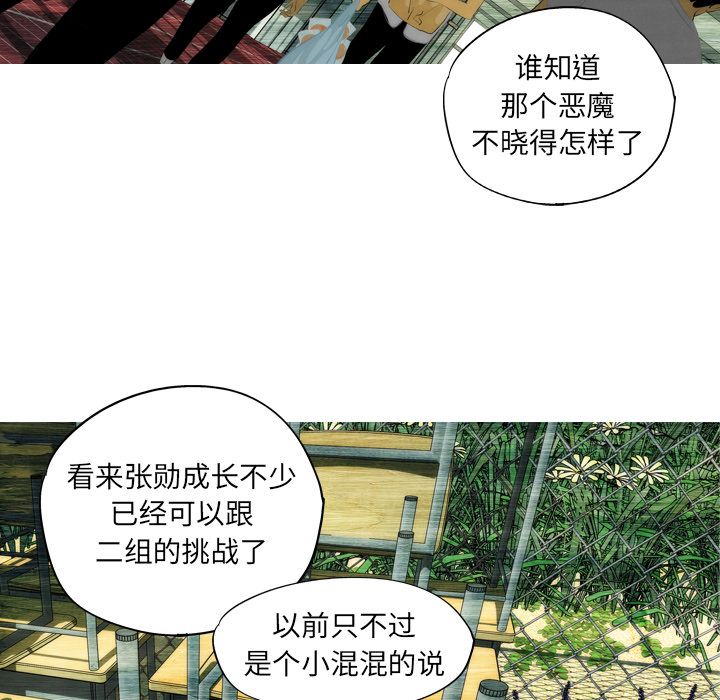 谁知道
那个恶魔
不晓得怎样了
看来张勋成长不少
已经可以跟
二组的挑战了
以前只不过
是个小混混的说